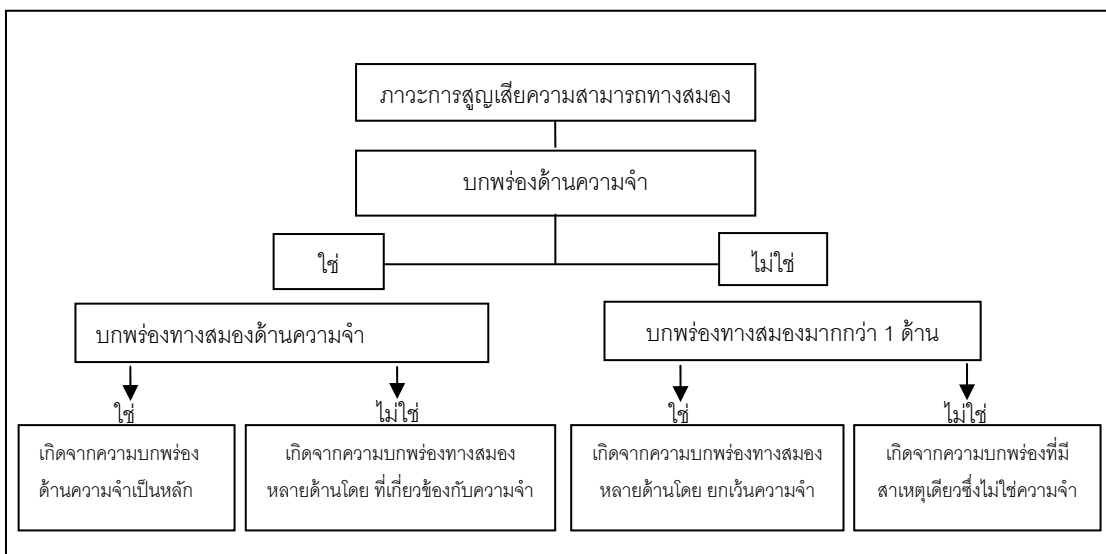 ภาวะการสูญเสียความสามารถทางสมอง
บกพร่องด้านความจำ
ใช่
ไม่ใช่
บกพร่องทางสมองด้านความจำ
บกพร่องทางสมองมากกว่า 1 ด้าน
ใช่
ไม่ใช่
ใช่
ไม่ใช่
เกิดจากความบกพร่อง
ด้านความจำเป็นหลัก
เกิดจากความบกพร่องทางสมอง
หลายด้านโดย ที่เกี่ยวข้องกับความจำ
เกิดจากความบกพร่องทางสมอง
หลายด้านโดย ยกเว้นความจำ
เกิดจากความบกพร่องที่มี
สาเหตุเดียวซึ่งไม่ใช่ความจำ